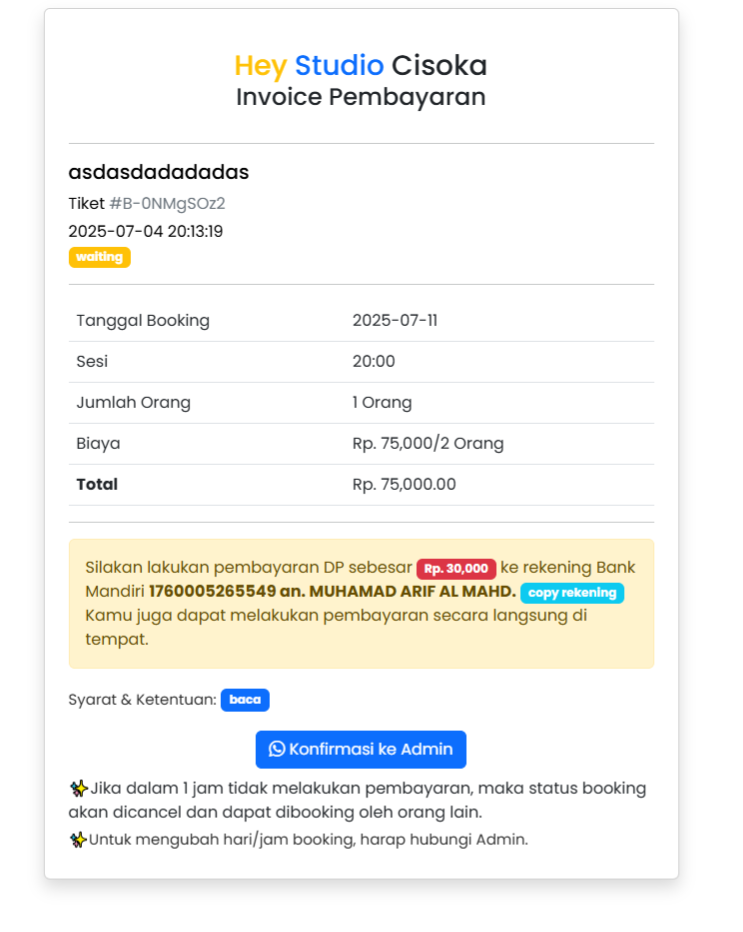 Hey Studio Cisoka
Invoice Pembayaran
asdasdadadadas
Tiket #B-0NMgSOz2
2025-07-04 20:13:19
waiting
Tanggal Booking 2025-07-11
Sesi 20:00
Jumlah Orang 1 Orang
Biaya Rp. 75,000/2 Orang
Total Rp. 75,000.00
Silakan lakukan pembayaran DP sebesar Rp. 30,000 ke rekening Bank
Mandiri 1760005265549 an. MUHAMAD ARIF AL MAHD. copy rekening
Kamu juga dapat melakukan pembayaran secara langsung di
tempat.
Syarat & Ketentuan: baca
Konfirmasi ke Admin
✨Jika dalam 1 jam tidak melakukan pembayaran, maka status booking
akan dicancel dan dapat dibooking oleh orang lain.
✨Untuk mengubah hari/jam booking, harap hubungi Admin.